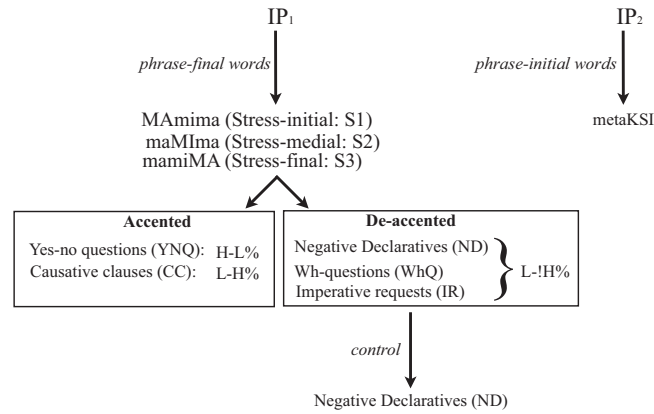 IP1 IP2
phrase-final words phrase-initial words
MAmima (Stress-initial: S1) metaKSI
maMIma (Stress-medial: S2)
mamiMA (Stress-final: S3)
Accented
Yes-no questions (YNQ): H-L%
Causative clauses (CC): L-H%
De-accented
Negative Declaratives (ND)
Wh-questions (WhQ) L-!H%
Imperative requests (IR)
control
Negative Declaratives (ND)